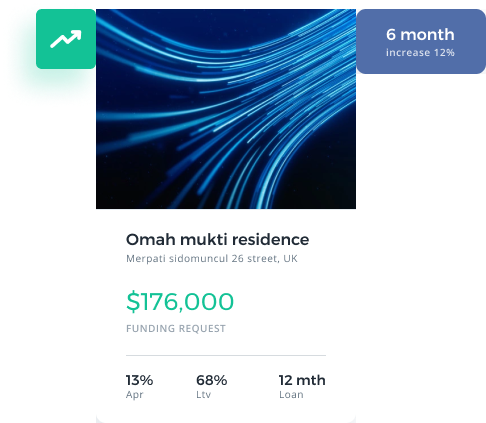 6 month
increase 12%
Omah mukti residence
Merpati sidomuncul 26 street, UK
$176,000
FUNDING REQUEST
13% 68% 12 mth
Apr Ltv Loan